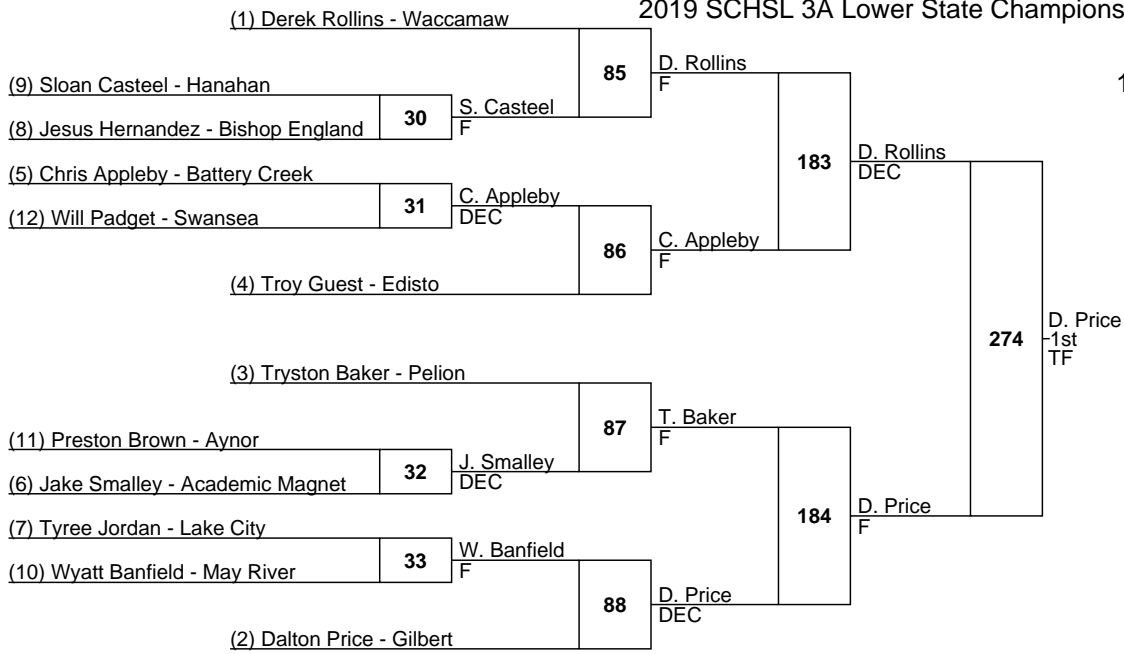 2019 SCHSL 3A Lower State Champions
1
(1) Derek Rollins - Waccamaw
85
D. Rollins
F
(9) Sloan Casteel - Hanahan
30
S. Casteel
F
(8) Jesus Hernandez - Bishop England
183
D. Rollins
DEC
(5) Chris Appleby - Battery Creek
31
C. Appleby
DEC
(12) Will Padget - Swansea
86
C. Appleby
F
(4) Troy Guest - Edisto
274
D. Price
1st
TF
(3) Tryston Baker - Pelion
87
T. Baker
F
(11) Preston Brown - Aynor
32
J. Smalley
DEC
(6) Jake Smalley - Academic Magnet
184
D. Price
F
(7) Tyree Jordan - Lake City
33
W. Banfield
F
(10) Wyatt Banfield - May River
88
D. Price
DEC
(2) Dalton Price - Gilbert